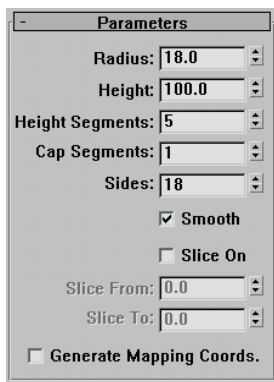 - Parameters
Radius: 18.0
Height: 100.0
Height Segments: 5
Cap Segments: 1
Sides: 18
Smooth
Slice On
Slice From: 0.0
Slice To: 0.0
Generate Mapping Coords.